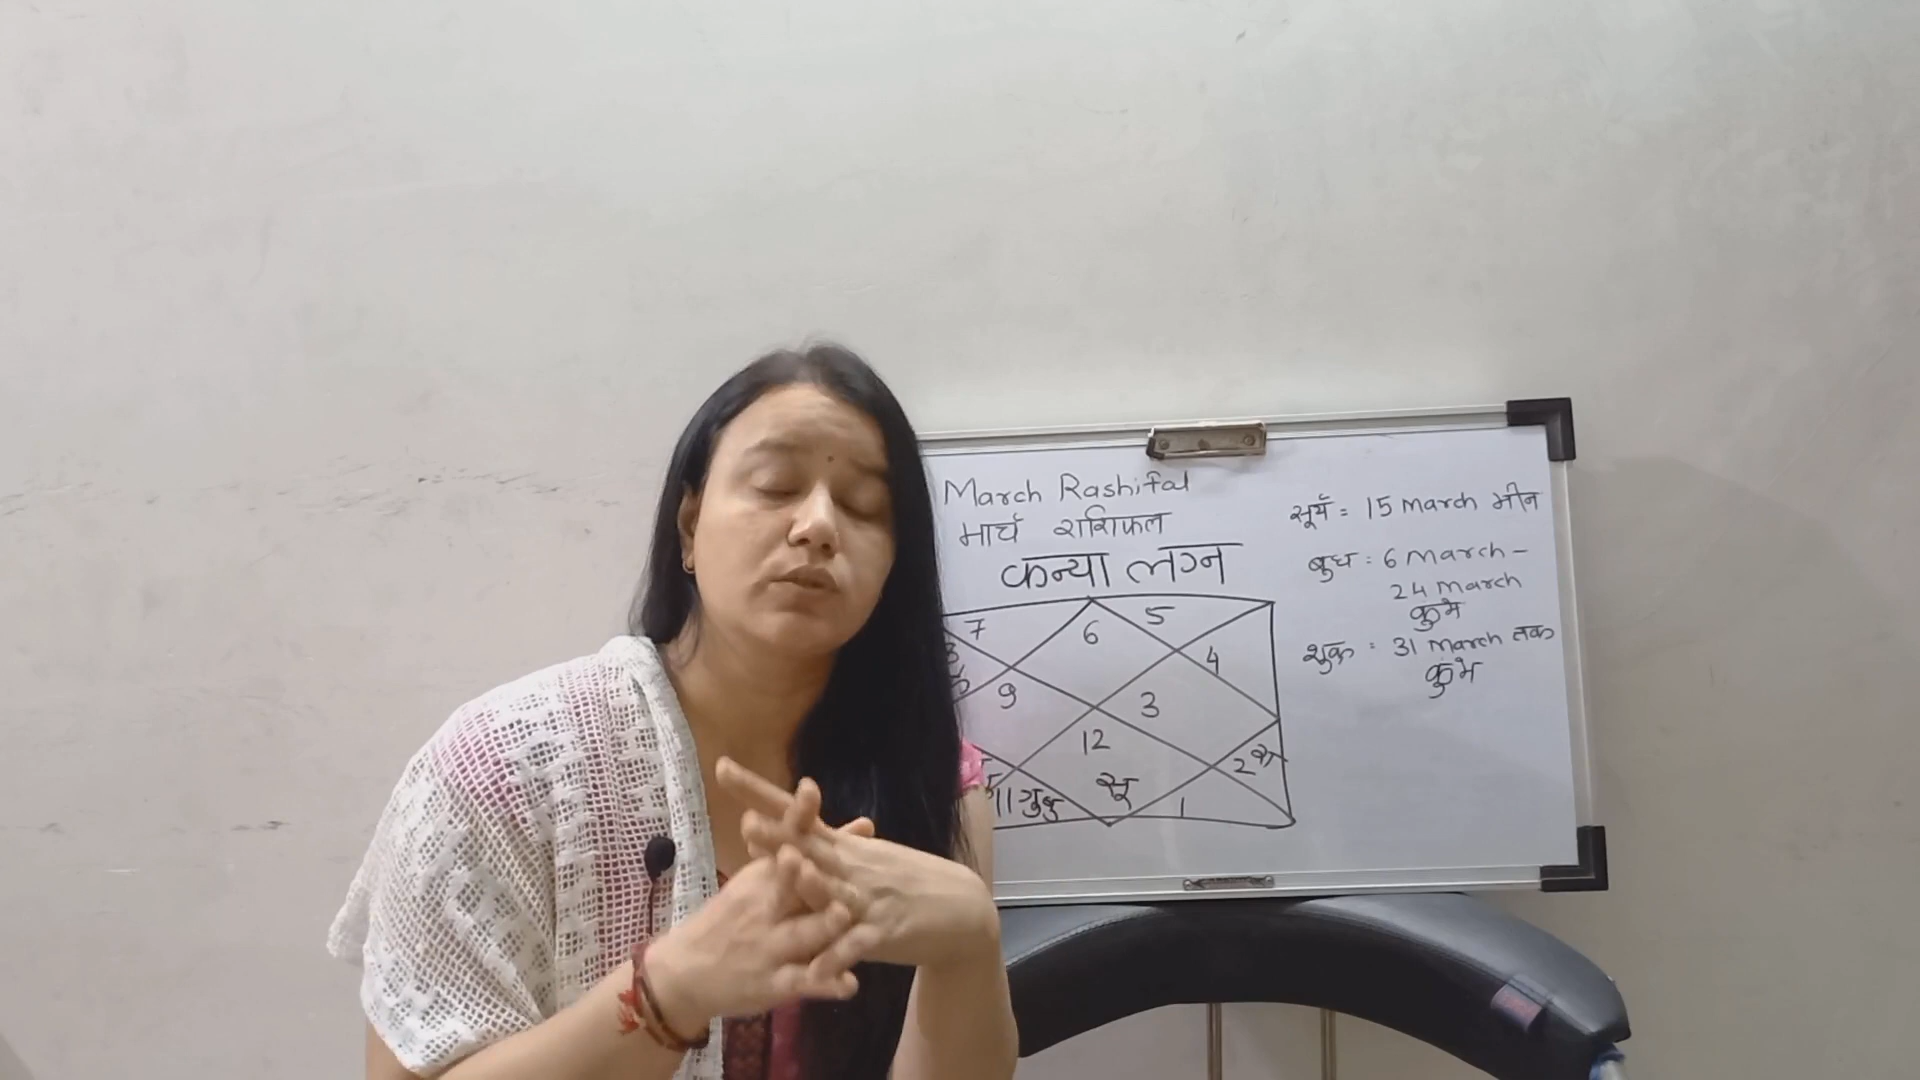 March Rashifal
मार्च राशिफल
कन्या लग्न
7
6
5
4
9
3
12
11 गु बु
सू
1
2 रा
सूर्य = 15 March मीन
बुध : 6 March –
24 March
कुंभ
शुक्र : 31 March तक
कुंभ